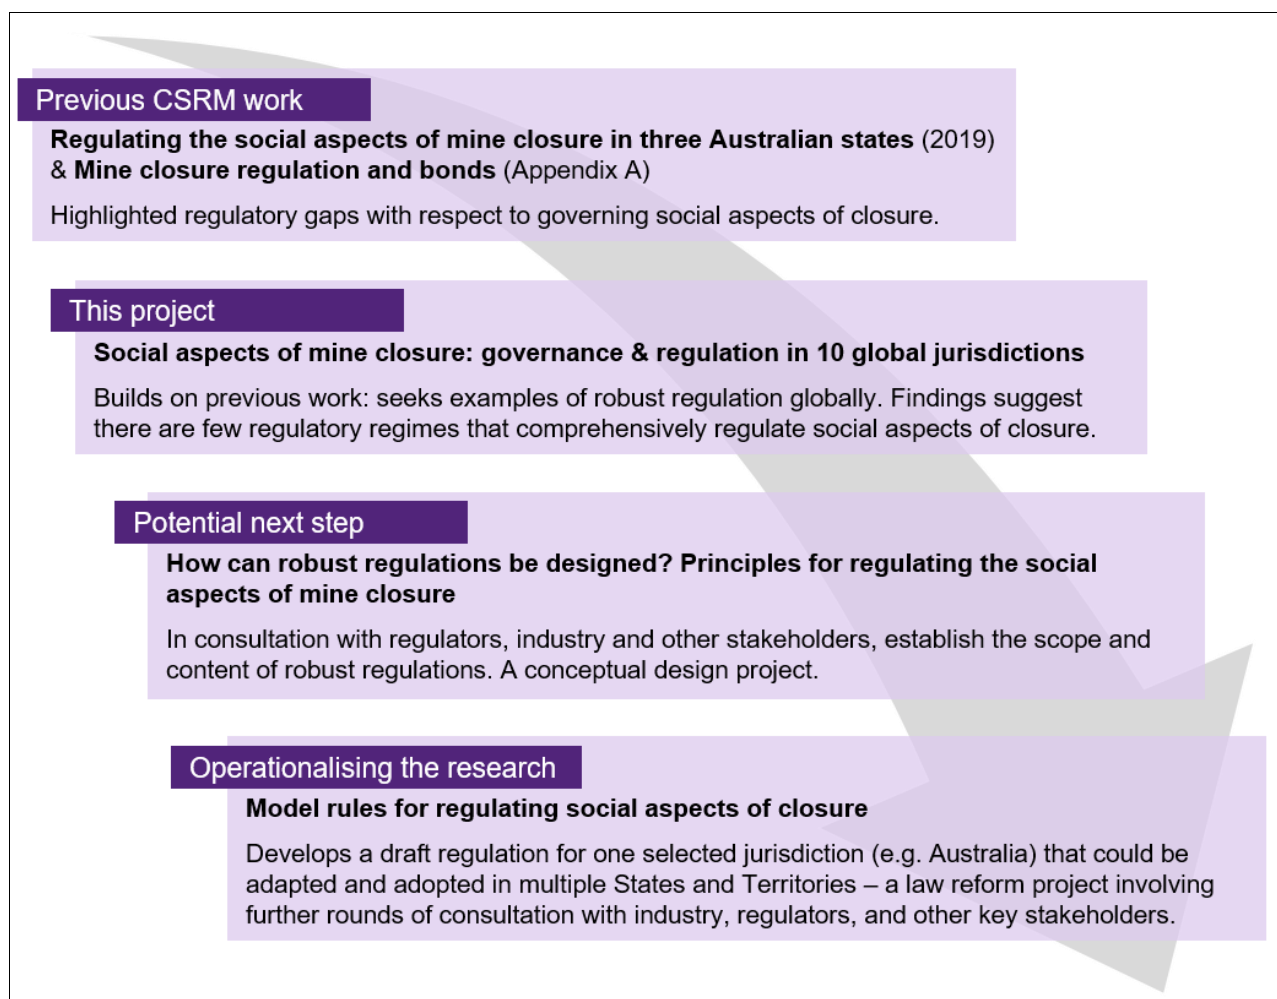 Previous CSRM work
Regulating the social aspects of mine closure in three Australian states (2019)
& Mine closure regulation and bonds (Appendix A)
Highlighted regulatory gaps with respect to governing social aspects of closure.
This project
Social aspects of mine closure: governance & regulation in 10 global jurisdictions
Builds on previous work: seeks examples of robust regulation globally. Findings suggest
there are few regulatory regimes that comprehensively regulate social aspects of closure.
Potential next step
How can robust regulations be designed? Principles for regulating the social
aspects of mine closure
In consultation with regulators, industry and other stakeholders, establish the scope and
content of robust regulations. A conceptual design project.
Operationalising the research
Model rules for regulating social aspects of closure
Develops a draft regulation for one selected jurisdiction (e.g. Australia) that could be
adapted and adopted in multiple States and Territories – a law reform project involving
further rounds of consultation with industry, regulators, and other key stakeholders.